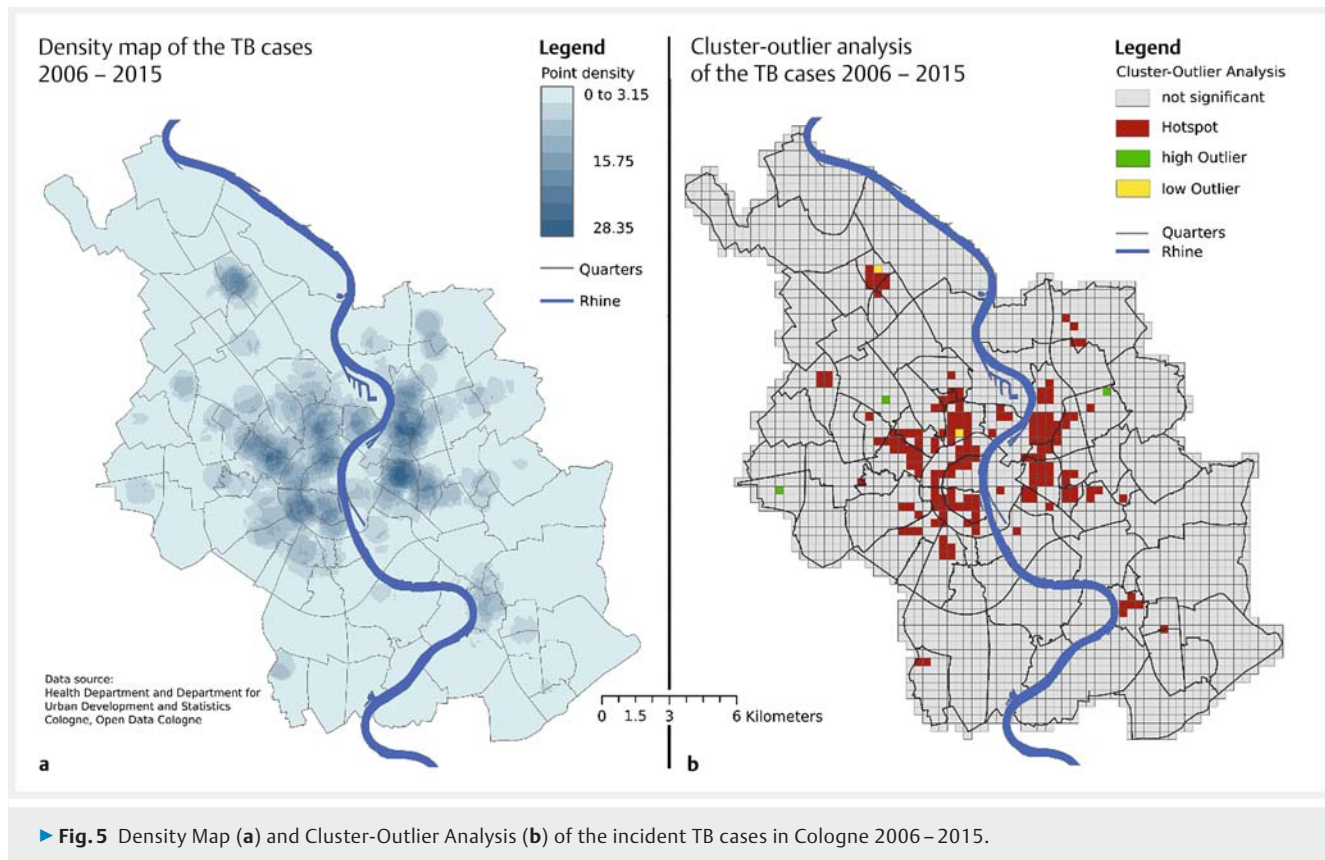 Density map of the TB cases
2006 – 2015
Legend
Point density
0 to 3.15
15.75
28.35
Quarters
Rhine
Data source:
Health Department and Department for
Urban Development and Statistics
Cologne, Open Data Cologne
a
0 1.5 3 6 Kilometers
Cluster-outlier analysis
of the TB cases 2006 – 2015
Legend
Cluster-Outlier Analysis
not significant
Hotspot
high Outlier
low Outlier
Quarters
Rhine
b
▶ Fig. 5 Density Map (a) and Cluster-Outlier Analysis (b) of the incident TB cases in Cologne 2006 – 2015.